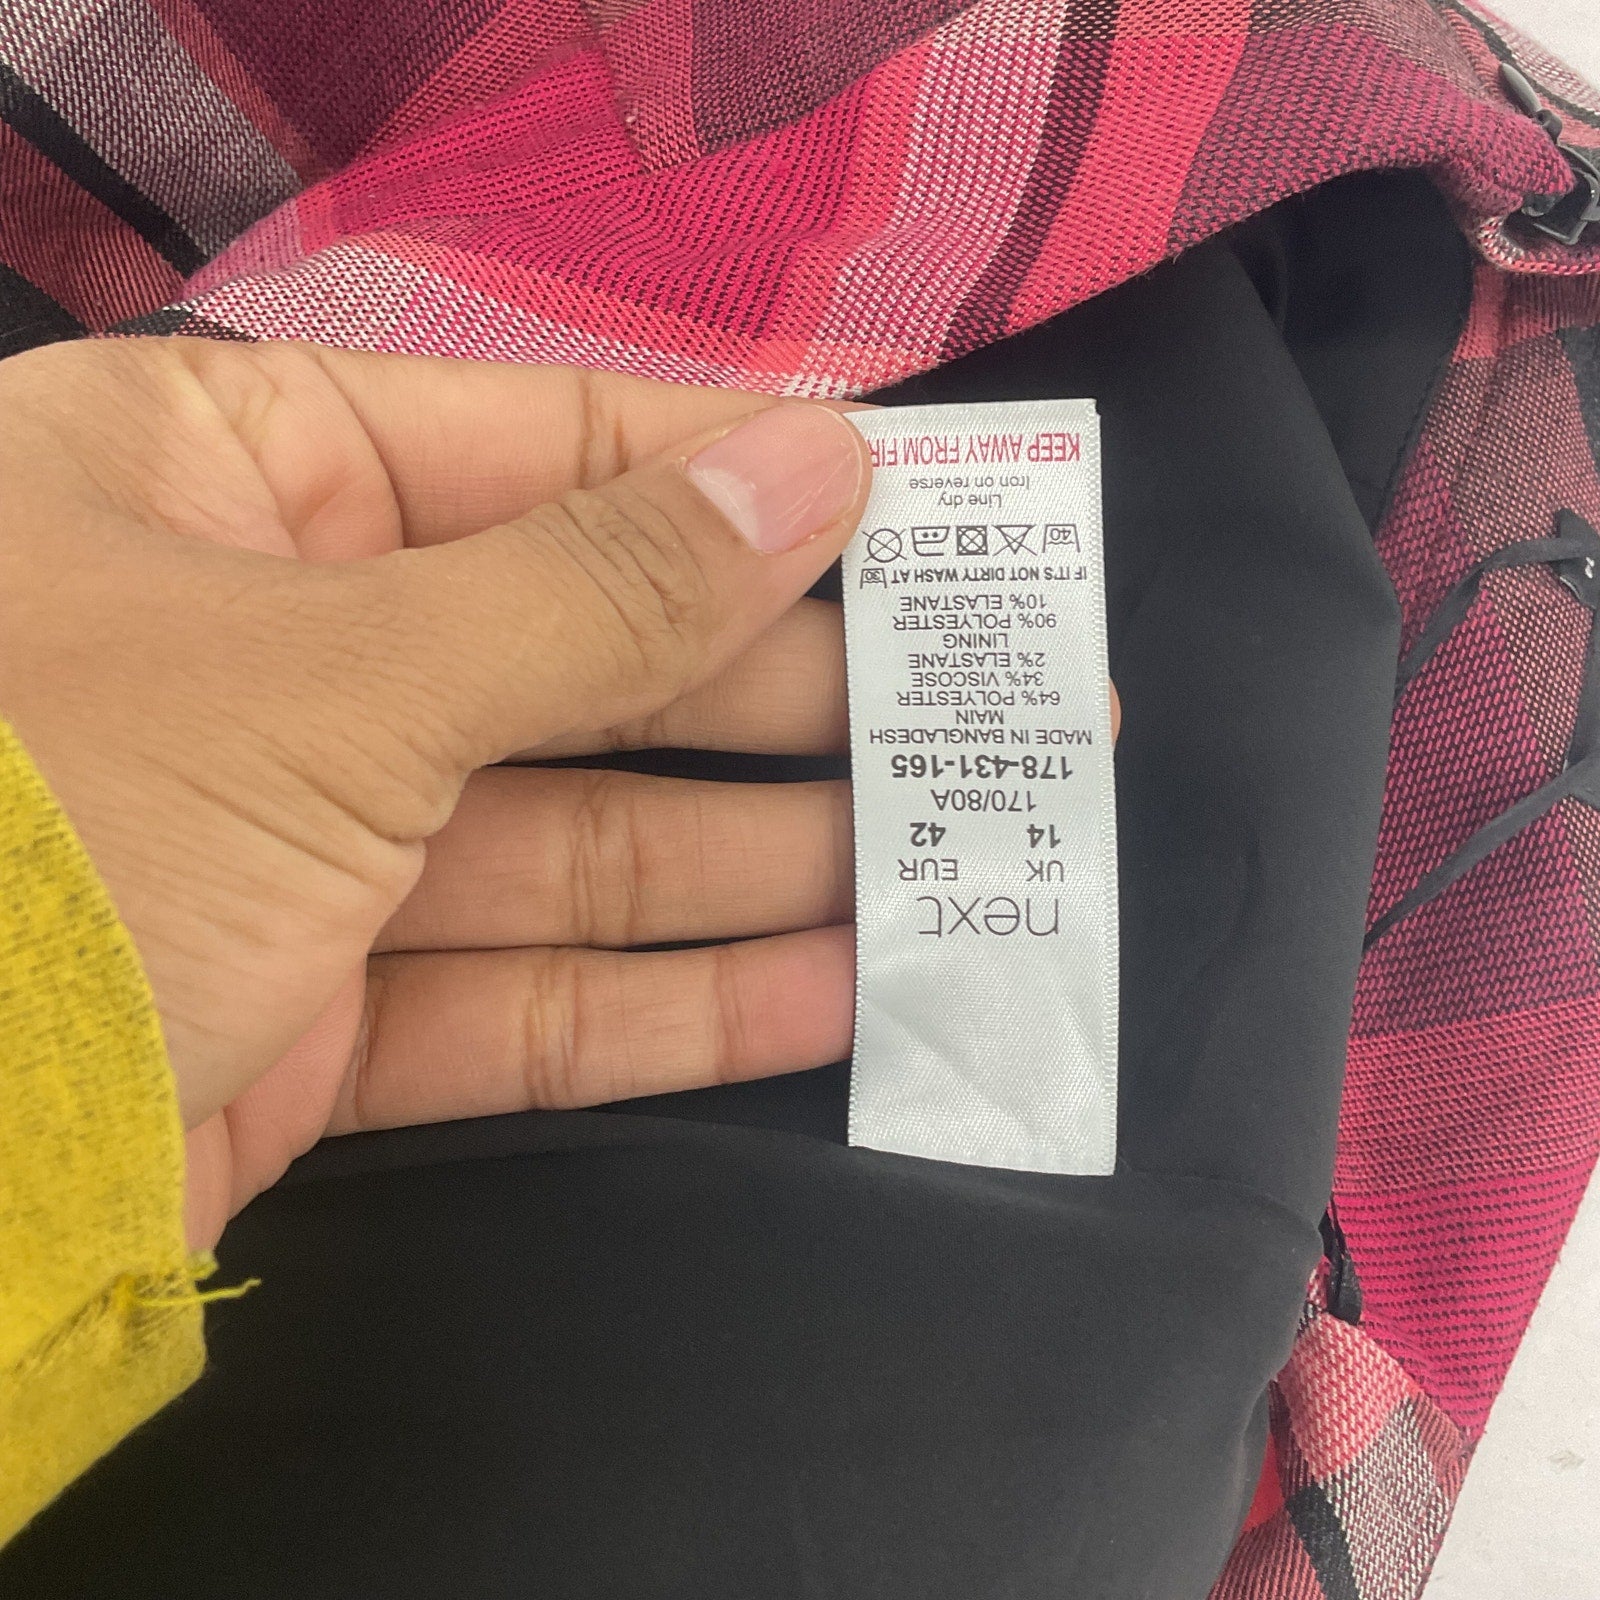 next
UK EUR
14 42
170/80A
178-431-165
MADE IN BANGLADESH
MAIN
64% POLYESTER
34% VISCOSE
2% ELASTANE
LINING
90% POLYESTER
10% ELASTANE
IF IT'S NOT DIRTY WASH AT 30
40
Line dry
Iron on reverse
KEEP AWAY FROM